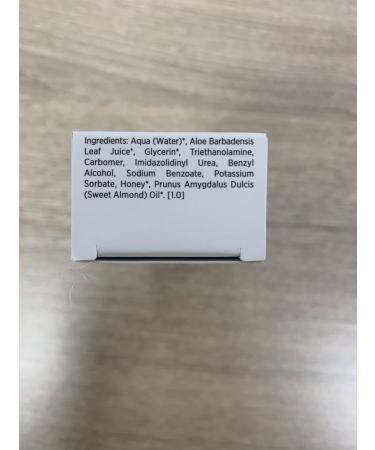 Ingredients: Aqua (Water)*, Aloe Barbadensis
Leaf Juice*, Glycerin*, Triethanolamine,
Carbomer, Imidazolidinyl Urea, Benzyl
Alcohol, Sodium Benzoate, Potassium
Sorbate, Honey*, Prunus Amygdalus Dulcis
(Sweet Almond) Oil*. [1.0]